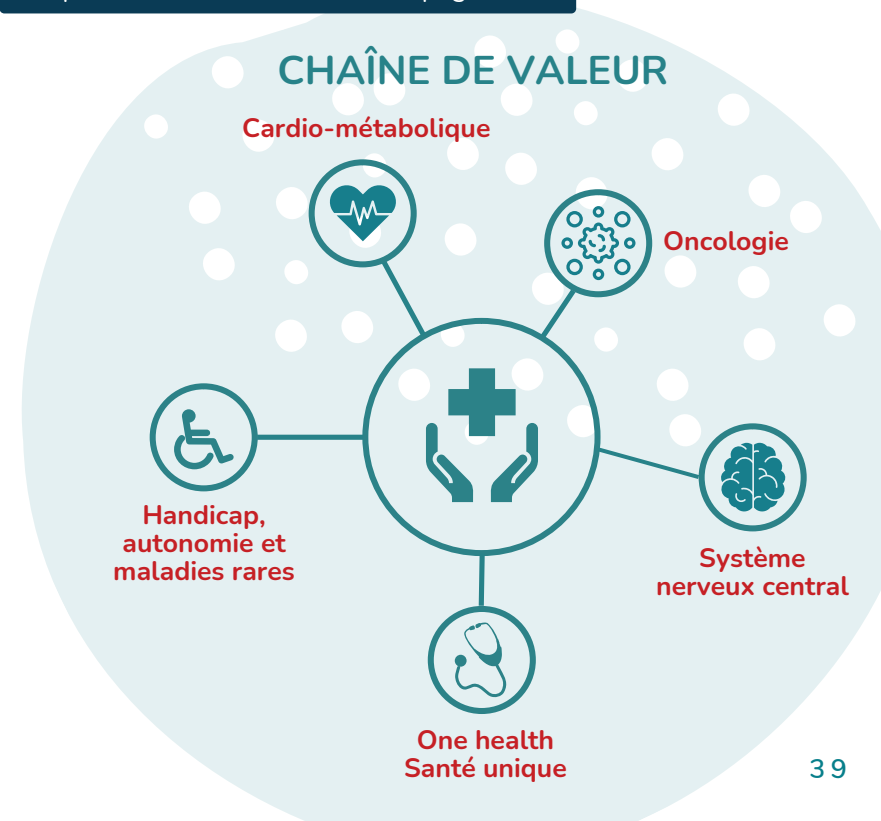 CHAÎNE DE VALEUR
Cardio-métabolique
Oncologie
Handicap,
autonomie et
maladies rares
Système
nerveux central
One health
Santé unique
39